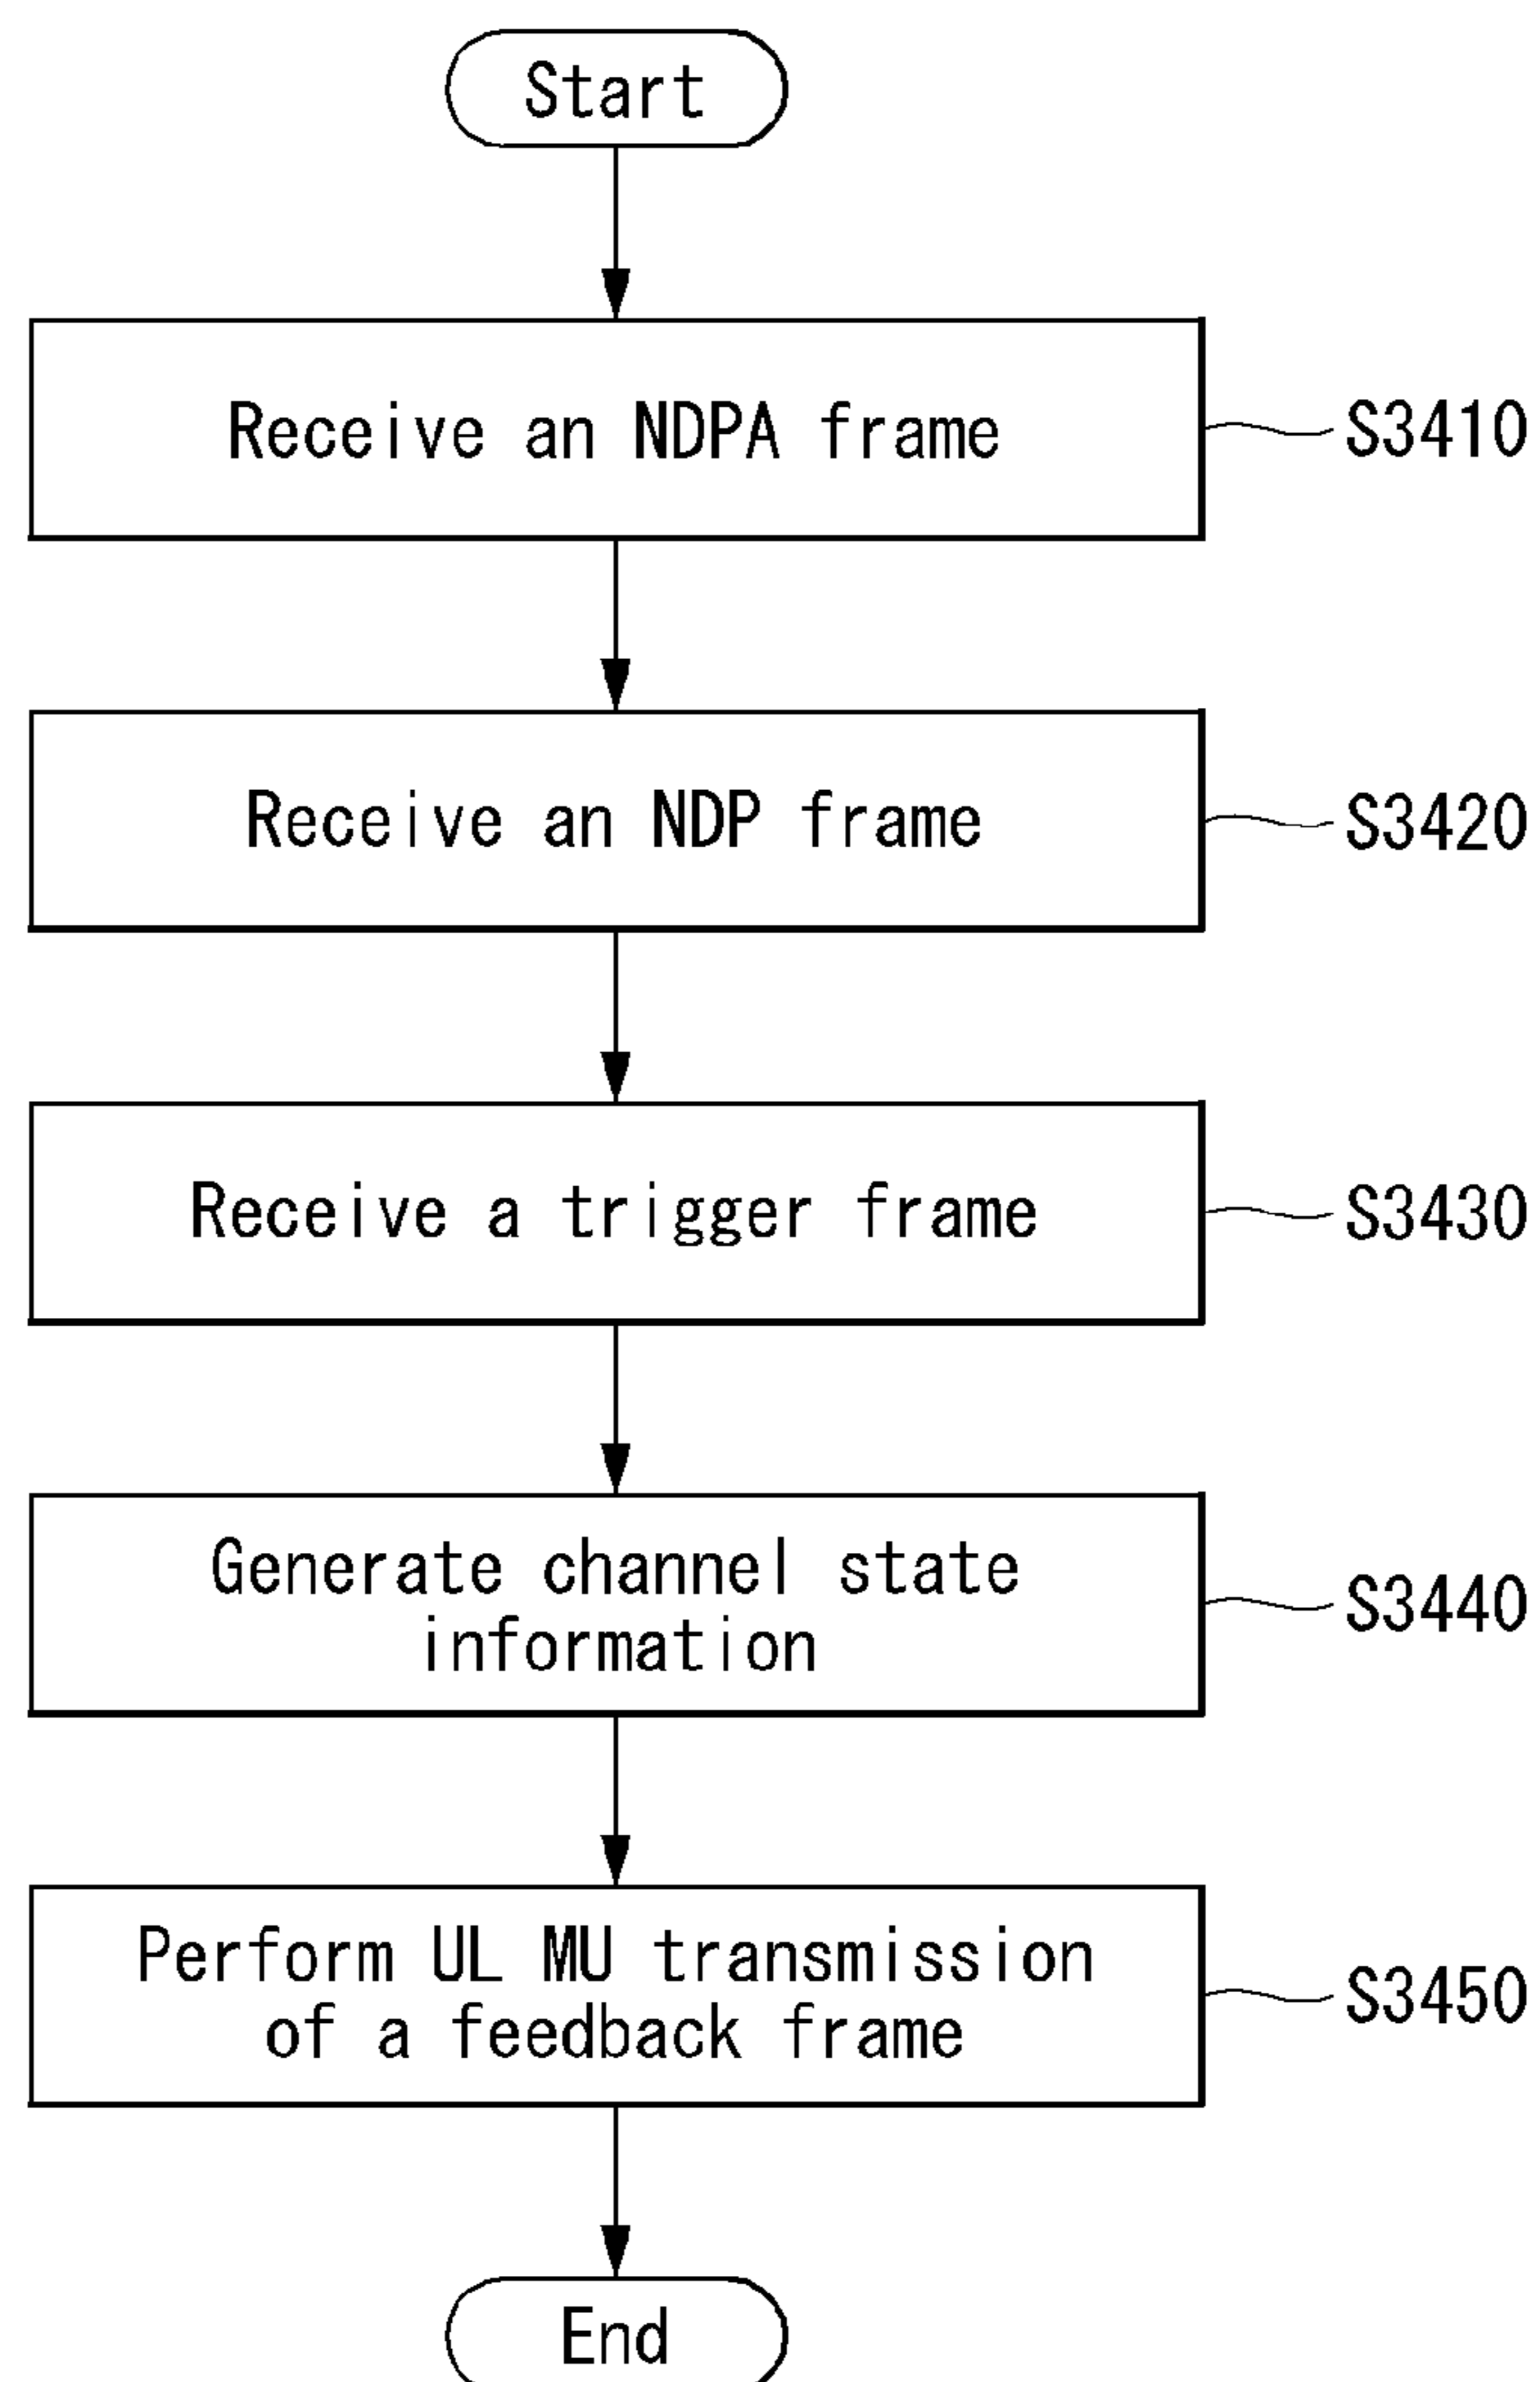 Start
Receive an NDPA frame
S3410
Receive an NDP frame
S3420
Receive a trigger frame
S3430
Generate channel state
information
S3440
Perform UL MU transmission
of a feedback frame
S3450
End